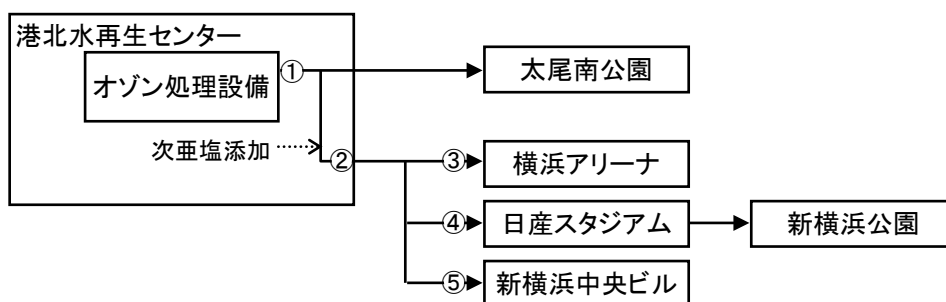 港北水再生センター
オゾン処理設備
①
太尾南公園
次亜塩添加
②
③
横浜アリーナ
④
日産スタジアム
新横浜公園
⑤
新横浜中央ビル